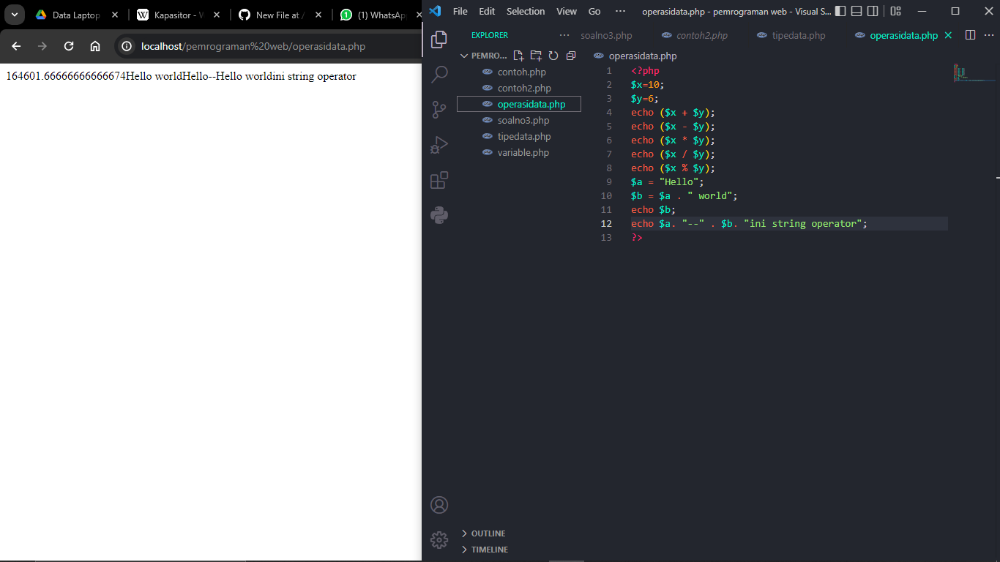 Data Laptop
Kapasitor - W
New File at /
(1) WhatsAp
localhost/pemrograman%20web/operasidata.php
164601.66666666666674Hello worldHello--Hello worldini string operator
File Edit Selection View Go ··· operasidata.php - pemrograman web - Visual S...
EXPLORER ···
soalno3.php contoh2.php tipedata.php operasidata.php ···
PEMRO...
contoh.php
contoh2.php
operasidata.php
soalno3.php
tipedata.php
variable.php
OUTLINE
TIMELINE
operasidata.php
1 <?php
2 $x=10;
3 $y=6;
4 echo ($x + $y);
5 echo ($x - $y);
6 echo ($x * $y);
7 echo ($x / $y);
8 echo ($x % $y);
9 $a = "Hello";
10 $b = $a . " world";
11 echo $b;
12 echo $a. "--" . $b. "ini string operator";
13 ?>